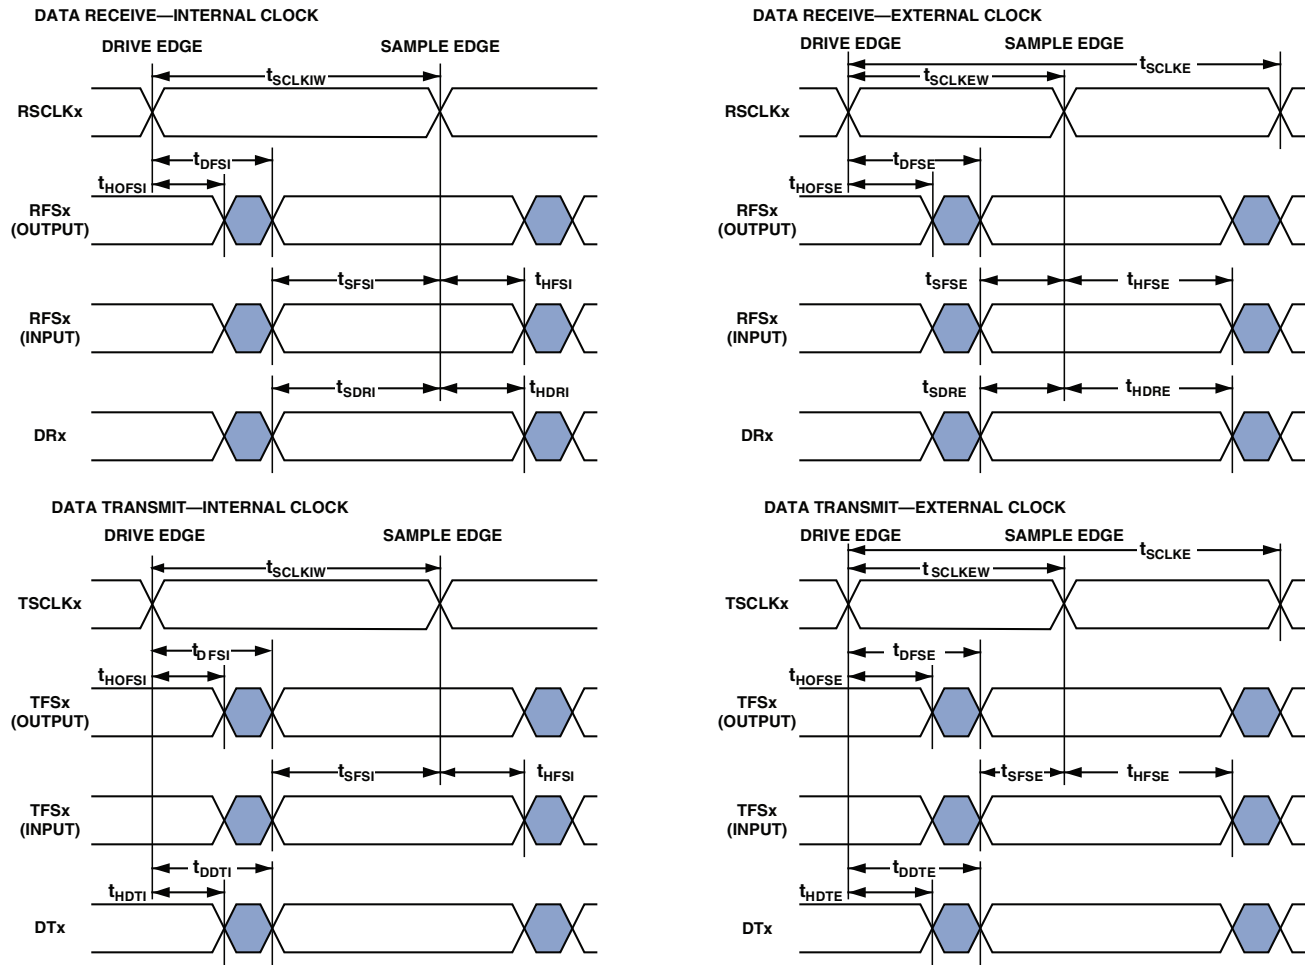 DATA RECEIVE—INTERNAL CLOCK
DRIVE EDGE
SAMPLE EDGE
tSCLKIW
RSCLKx
tDFSI
tHOFSI
RFSx
(OUTPUT)
tSFSI
tHFSI
RFSx
(INPUT)
tSDRI
tHDRI
DRx
DATA RECEIVE—EXTERNAL CLOCK
DRIVE EDGE
SAMPLE EDGE
tSCLKE
tSCLKEW
RSCLKx
tDFSE
tHOFSE
RFSx
(OUTPUT)
tSFSE
tHFSE
RFSx
(INPUT)
tSDRE
tHDRE
DRx
DATA TRANSMIT—INTERNAL CLOCK
DRIVE EDGE
SAMPLE EDGE
tSCLKIW
TSCLKx
tDFSI
tHOFSI
TFSx
(OUTPUT)
tSFSI
tHFSI
TFSx
(INPUT)
tDDTI
tHDTI
DTx
DATA TRANSMIT—EXTERNAL CLOCK
DRIVE EDGE
SAMPLE EDGE
tSCLKE
tSCLKEW
TSCLKx
tDFSE
tHOFSE
TFSx
(OUTPUT)
tSFSE
tHFSE
TFSx
(INPUT)
tDDTE
tHDTE
DTx